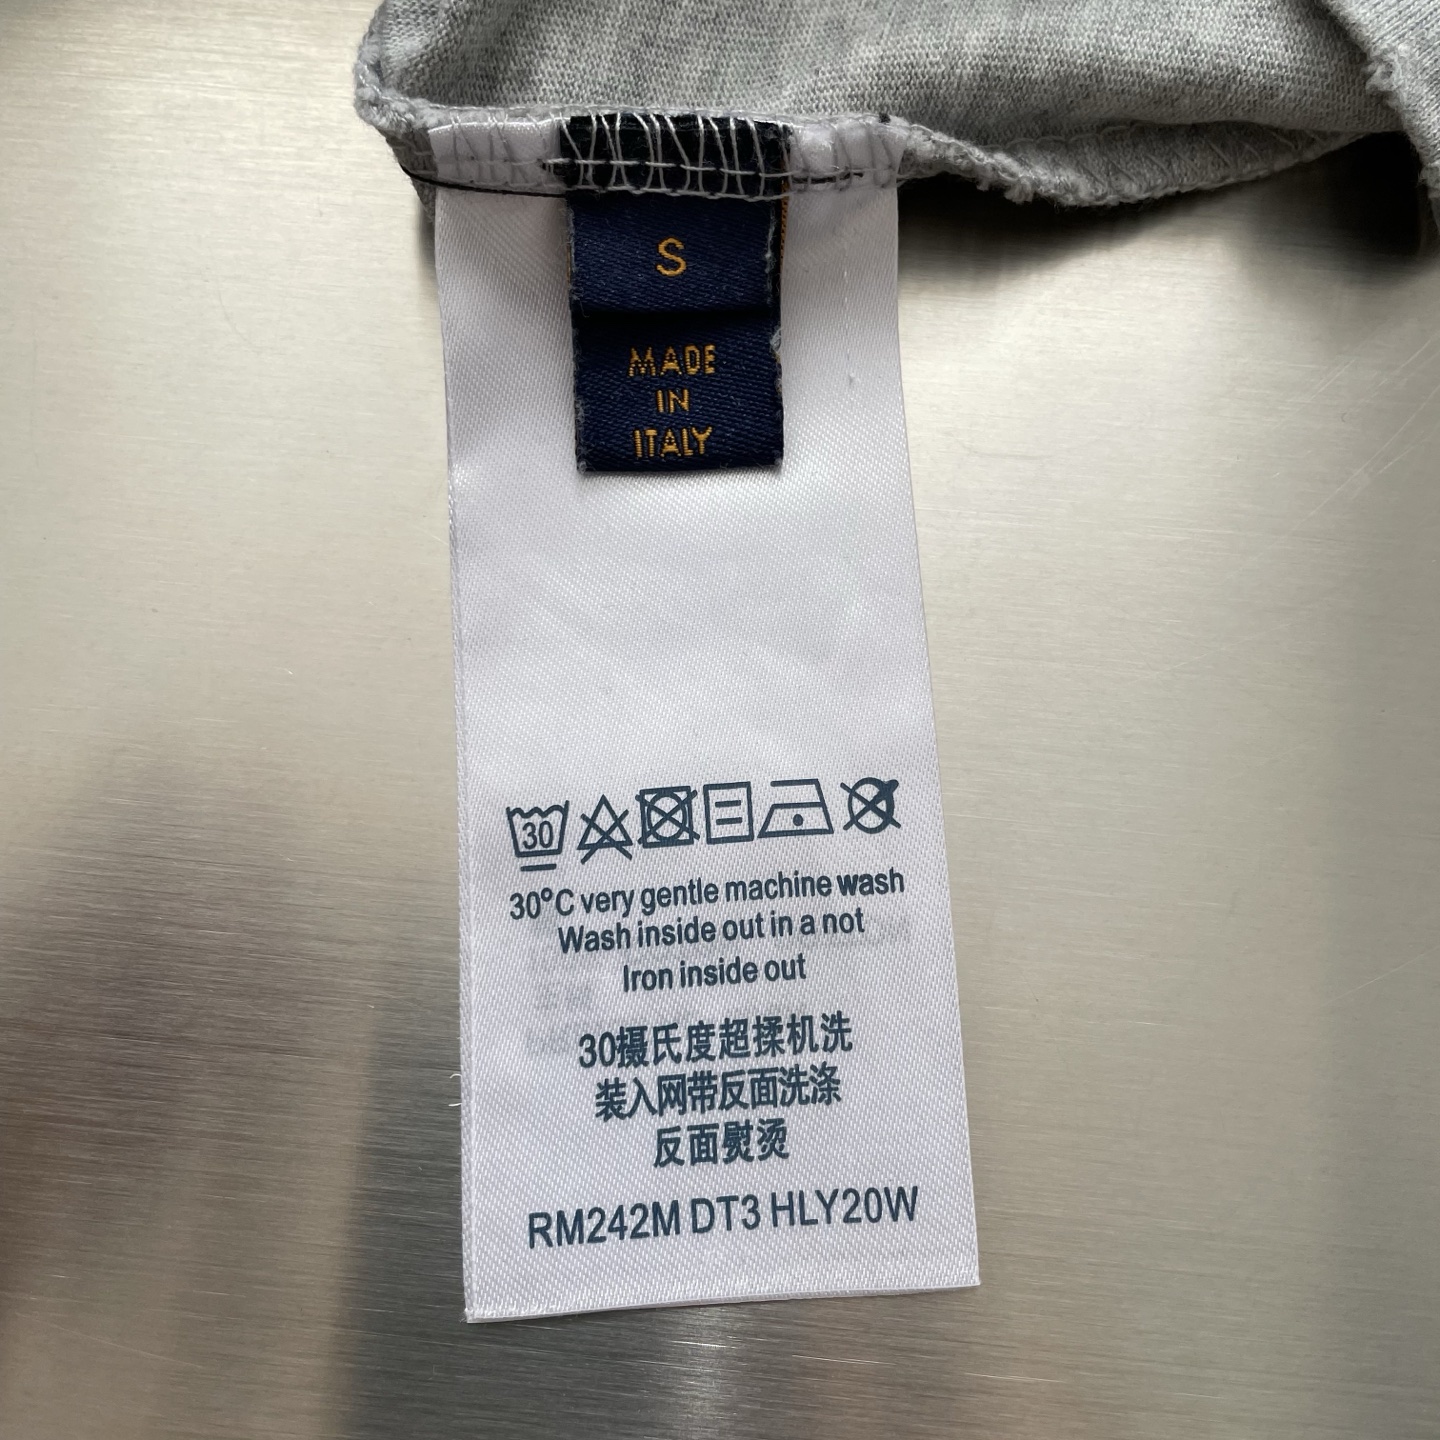 S
MADE
IN
ITALY
30
30°C very gentle machine wash
Wash inside out in a not
Iron inside out
30摄氏度超揉机洗
装入网带反面洗涤
反面熨烫
RM242M DT3 HLY20W